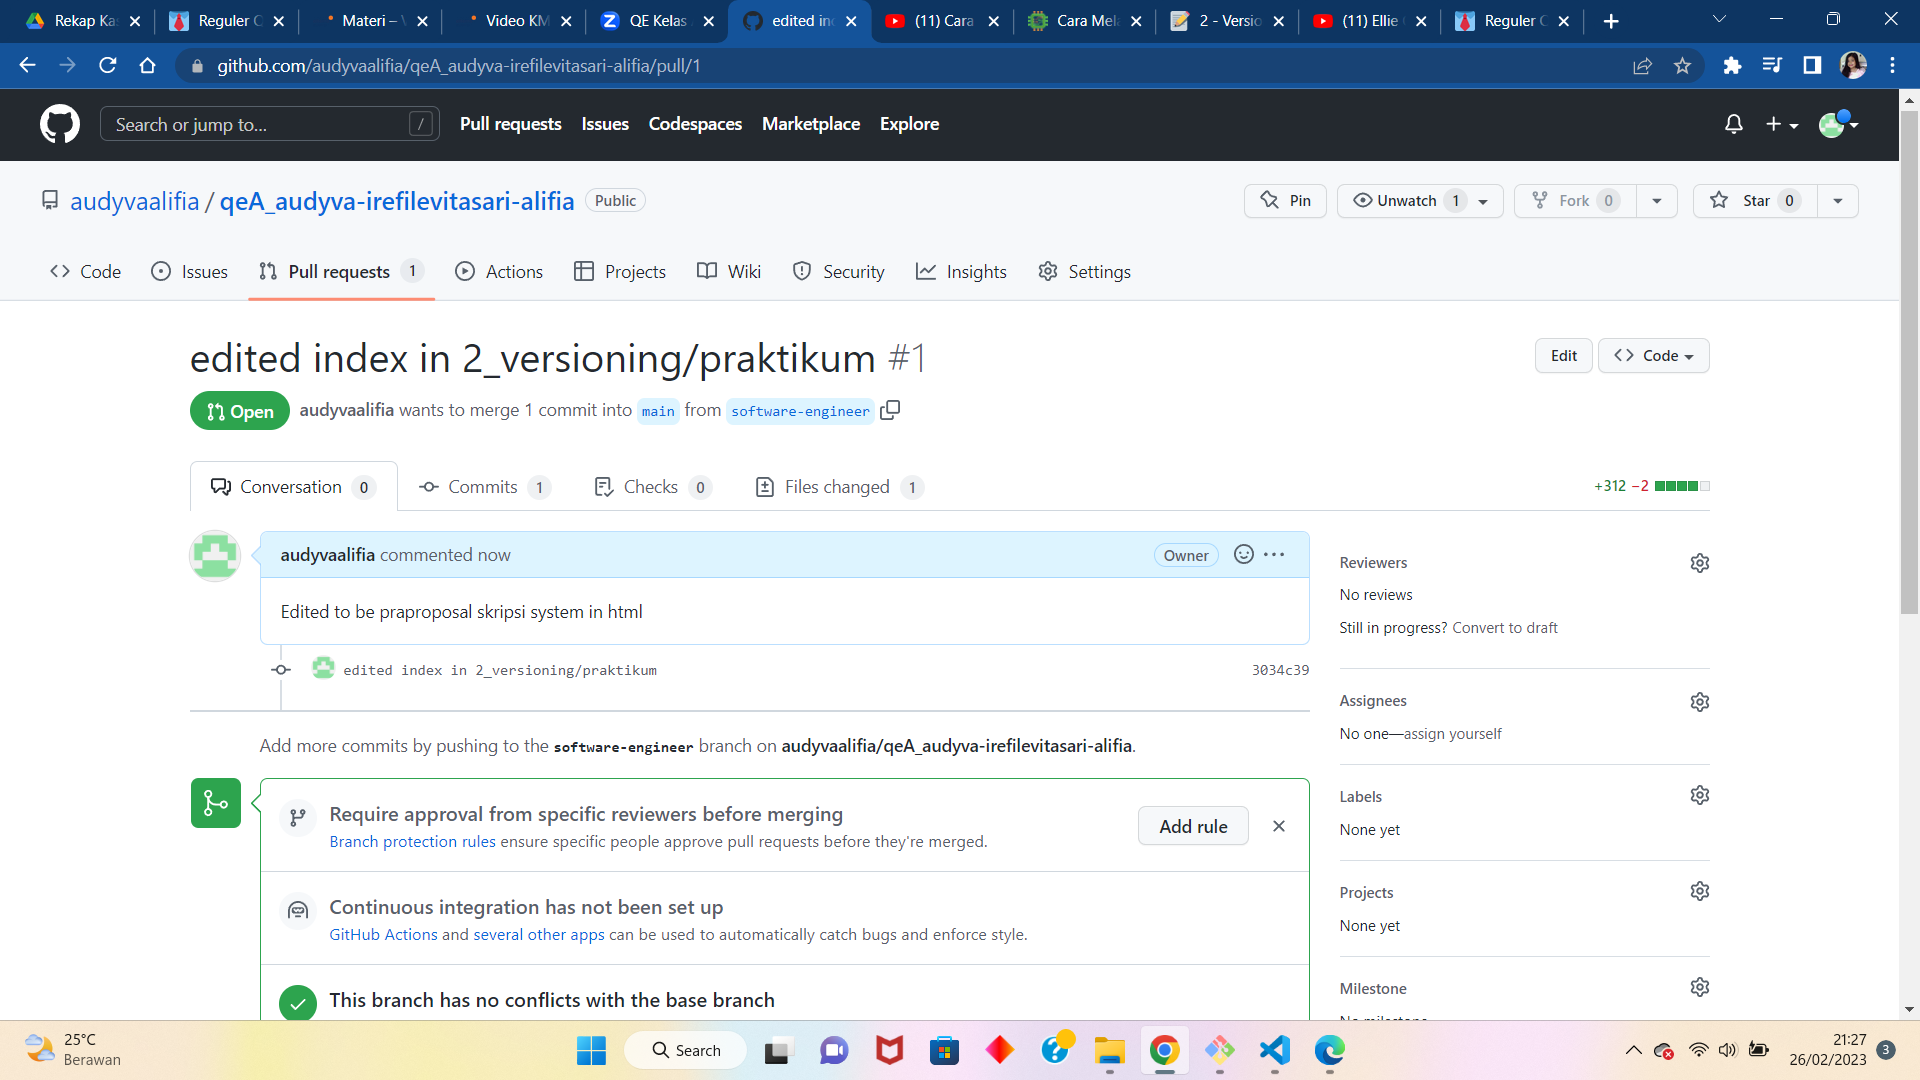 Rekap Kas
Reguler C
Materi – V
Video KM
QE Kelas
edited inc
(11) Cara
Cara Mel
2 - Versio
(11) Ellie
Reguler C
github.com/audyvaalifia/qeA_audyva-irefilevitasari-alifia/pull/1
Search or jump to...
/
Pull requests
Issues
Codespaces
Marketplace
Explore
audyvaalifia / qeA_audyva-irefilevitasari-alifia Public
Pin
Unwatch 1
Fork 0
Star 0
Code
Issues
Pull requests 1
Actions
Projects
Wiki
Security
Insights
Settings
edited index in 2_versioning/praktikum #1
Edit
Code
Open audyvaalifia wants to merge 1 commit into main from software-engineer
Conversation 0
Commits 1
Checks 0
Files changed 1
+312 −2
audyvaalifia commented now
Owner
Edited to be praproposal skripsi system in html
edited index in 2_versioning/praktikum
3034c39
Add more commits by pushing to the software-engineer branch on audyvaalifia/qeA_audyva-irefilevitasari-alifia.
Require approval from specific reviewers before merging
Branch protection rules ensure specific people approve pull requests before they're merged.
Add rule
Continuous integration has not been set up
GitHub Actions and several other apps can be used to automatically catch bugs and enforce style.
This branch has no conflicts with the base branch
Reviewers
No reviews
Still in progress? Convert to draft
Assignees
No one—assign yourself
Labels
None yet
Projects
None yet
Milestone
No milestone
25°C
Berawan
Search
21:27
26/02/2023
3